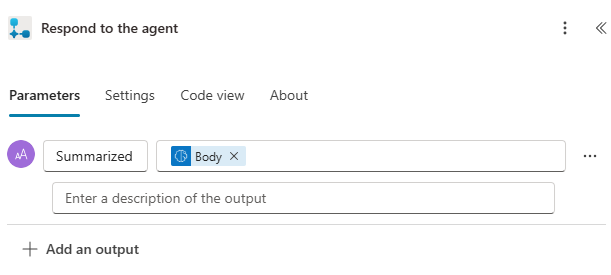 Respond to the agent
Parameters Settings Code view About
AA Summarized Body
Enter a description of the output
Add an output